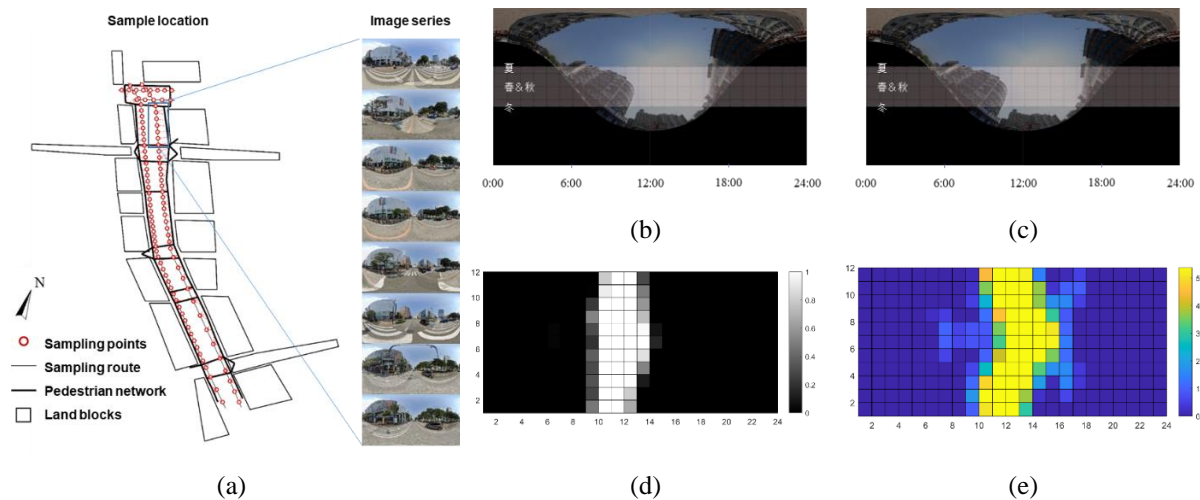 Sample location
Image series
N
Sampling points
Sampling route
Pedestrian network
Land blocks
(a)
夏
春&秋
冬
0:00 6:00 12:00 18:00 24:00
(b)
夏
春&秋
冬
0:00 6:00 12:00 18:00 24:00
(c)
12
10
8
6
4
2
2 4 6 8 10 12 14 16 18 20 22 24
1
0.8
0.6
0.4
0.2
0
(d)
12
10
8
6
4
2
2 4 6 8 10 12 14 16 18 20 22 24
4
3
2
1
0
(e)